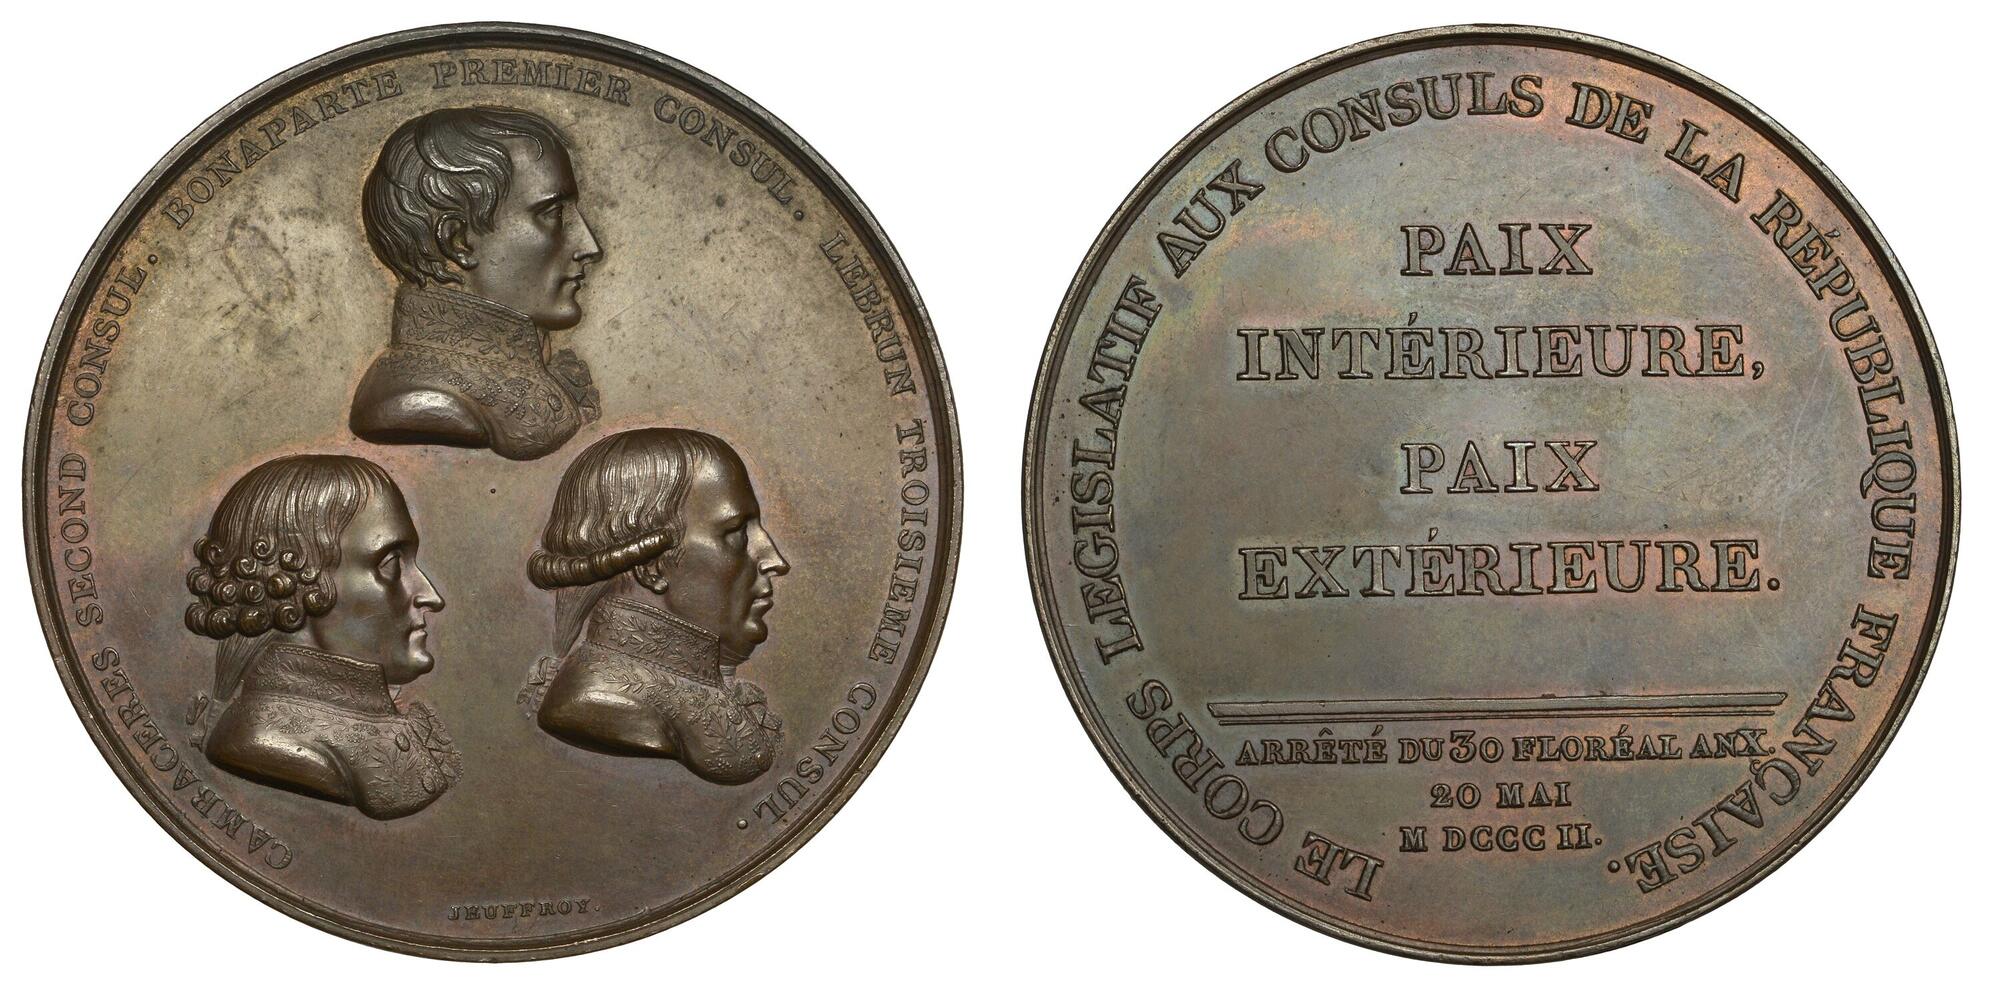 CAMBACERES SECOND CONSUL. BONAPARTE PREMIER CONSUL. LEBRUN TROISIEME CONSUL.
JEUFFROY.
LE CORPS LEGISLATIF AUX CONSULS DE LA RÉPUBLIQUE FRANÇAISE.
PAIX
INTÉRIEURE,
PAIX
EXTÉRIEURE.
ARRÊTÉ DU 30 FLORÉAL AN X.
20 MAI
M DCCC II.